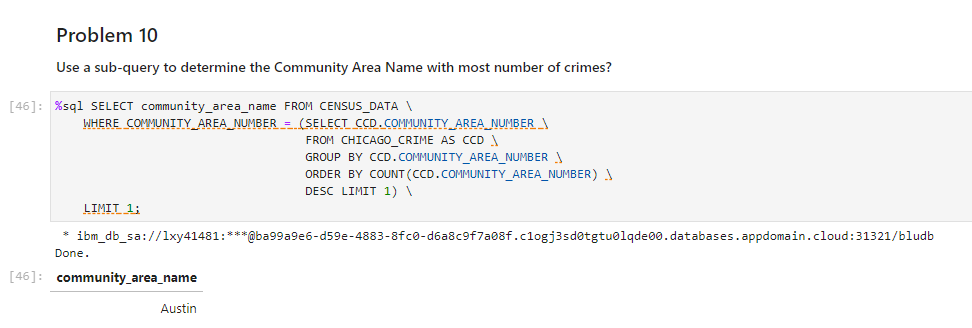 Problem 10
Use a sub-query to determine the Community Area Name with most number of crimes?
[46]: %sql SELECT community_area_name FROM CENSUS_DATA \
WHERE COMMUNITY_AREA_NUMBER = (SELECT CCD.COMMUNITY_AREA_NUMBER \
FROM CHICAGO_CRIME AS CCD \
GROUP BY CCD.COMMUNITY_AREA_NUMBER \
ORDER BY COUNT(CCD.COMMUNITY_AREA_NUMBER) \
DESC LIMIT 1) \
LIMIT 1;
* ibm_db_sa://lxy41481:***@ba99a9e6-d59e-4883-8fc0-d6a8c9f7a08f.c1ogj3sd0tgtu0lqde00.databases.appdomain.cloud:31321/bludb
Done.
[46]: community_area_name
Austin